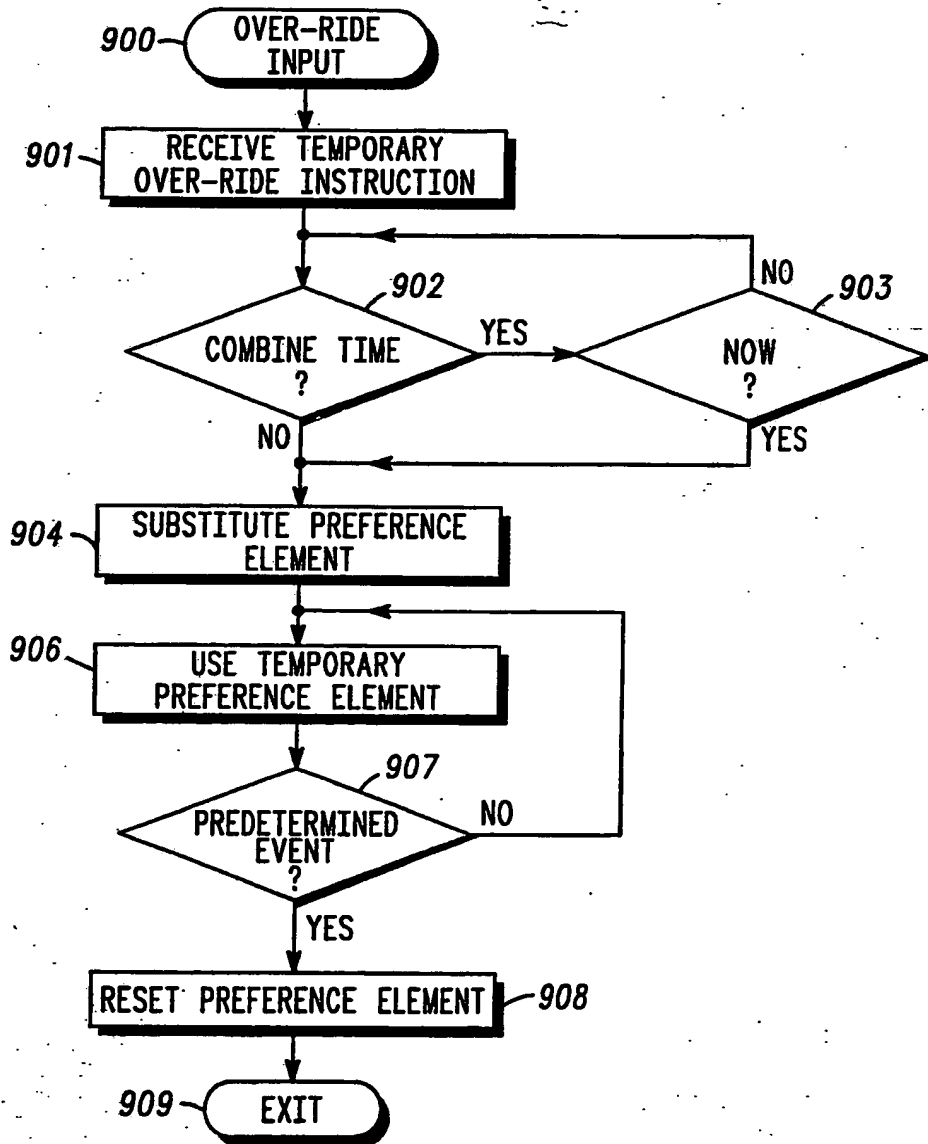 900
OVER-RIDE
INPUT
901
RECEIVE TEMPORARY
OVER-RIDE INSTRUCTION
902
COMBINE TIME
?
YES
NO
903
NOW
?
NO
YES
904
SUBSTITUTE PREFERENCE
ELEMENT
906
USE TEMPORARY
PREFERENCE ELEMENT
907
PREDETERMINED
EVENT
?
NO
YES
RESET PREFERENCE ELEMENT
908
909
EXIT